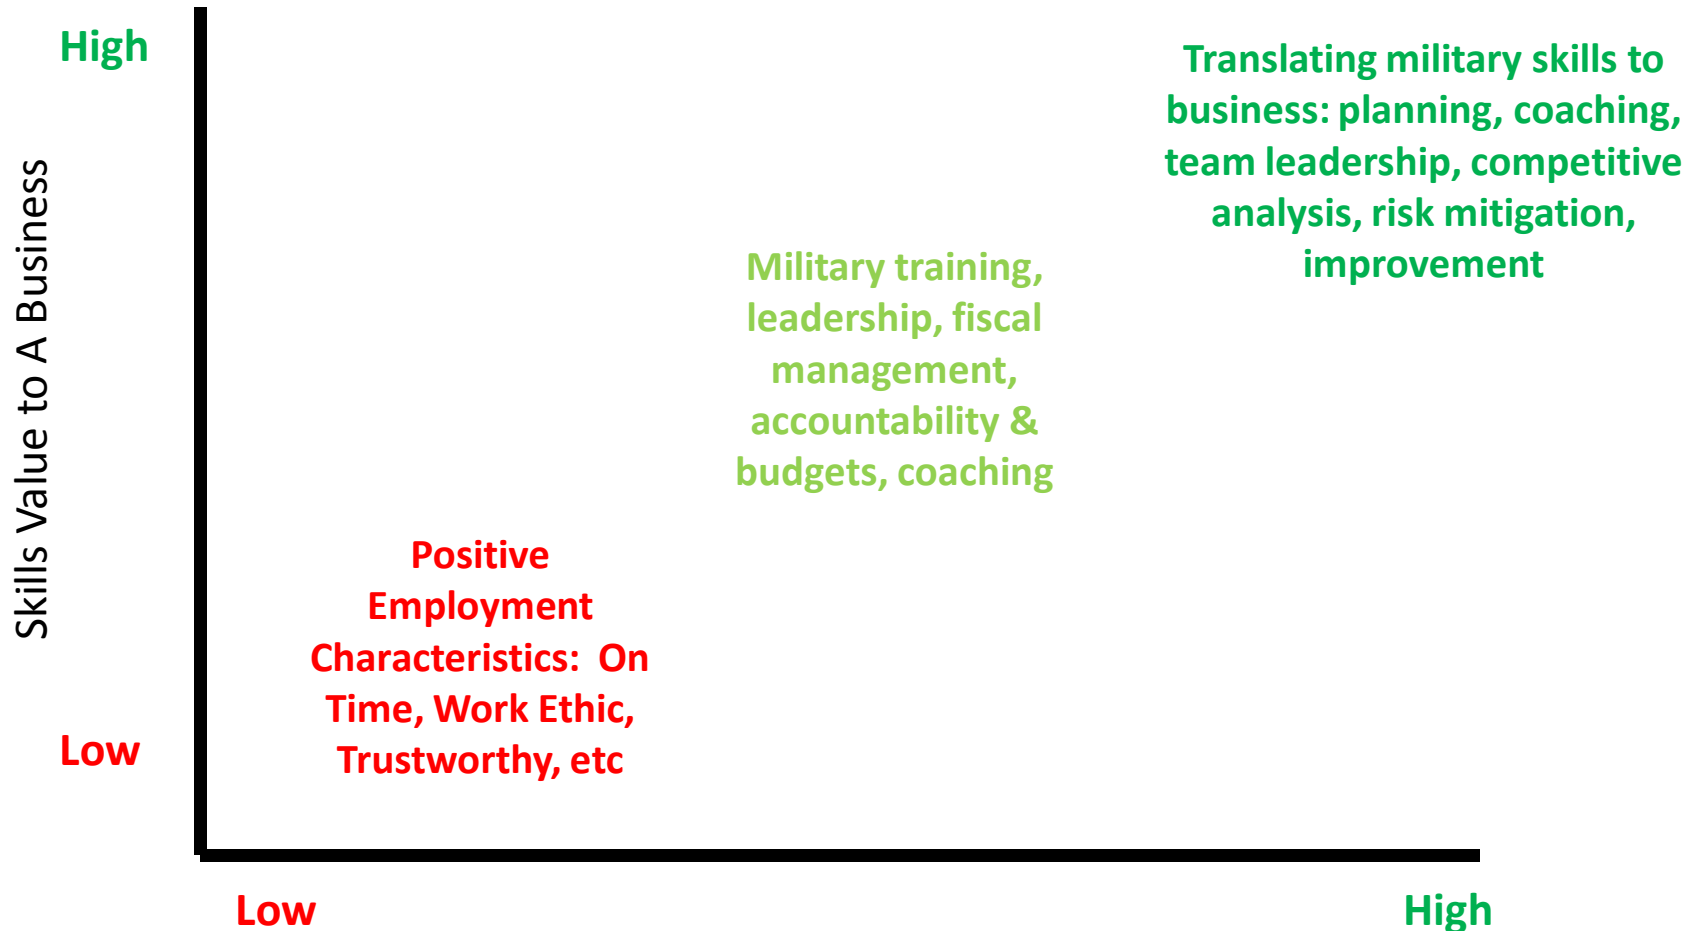 High
Skills Value to A Business
Translating military skills to
business: planning, coaching,
team leadership, competitive
analysis, risk mitigation,
improvement
Military training,
leadership, fiscal
management,
accountability &
budgets, coaching
Positive
Employment
Characteristics:  On
Time, Work Ethic,
Trustworthy, etc
Low
Low
High